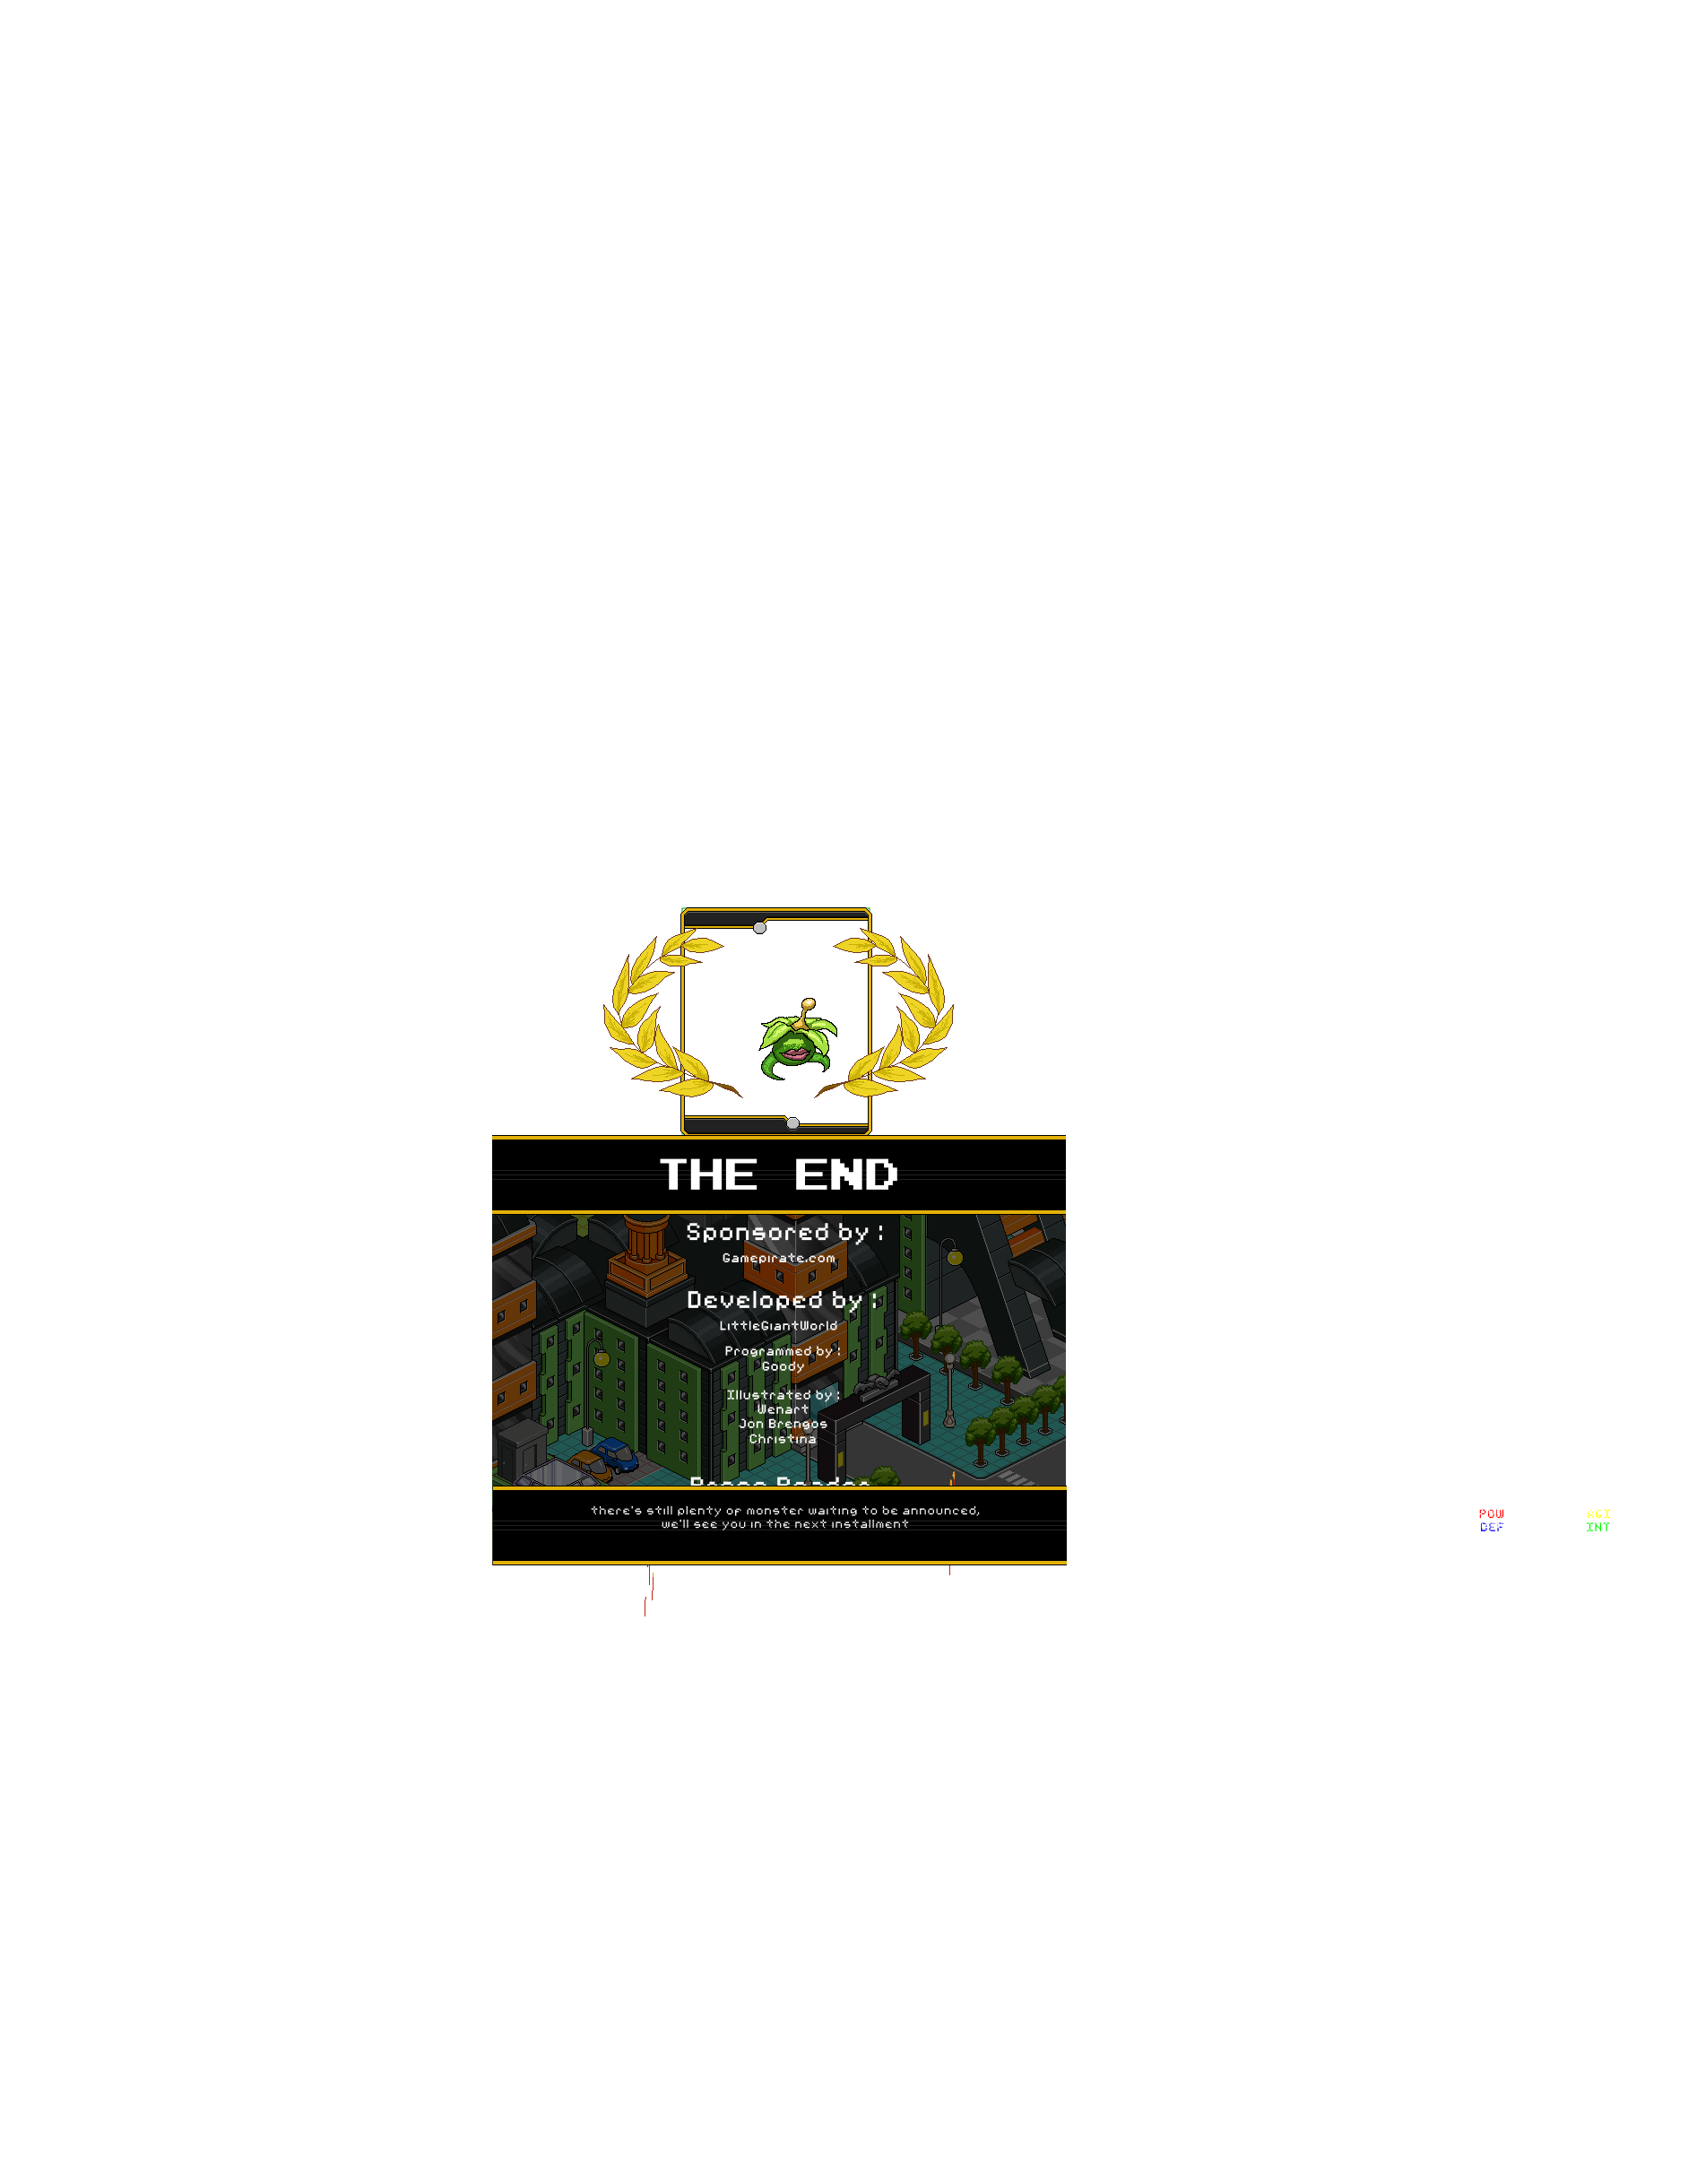 THE END
Sponsored by :
Gamepirate.com
Developed by :
LittleGiantWorld
Programmed by :
Goody
Illustrated by :
Wenart
Jon Brengos
Christina
there's still plenty of monster waiting to be announced,
we'll see you in the next installment
POW AGI
DEF INT